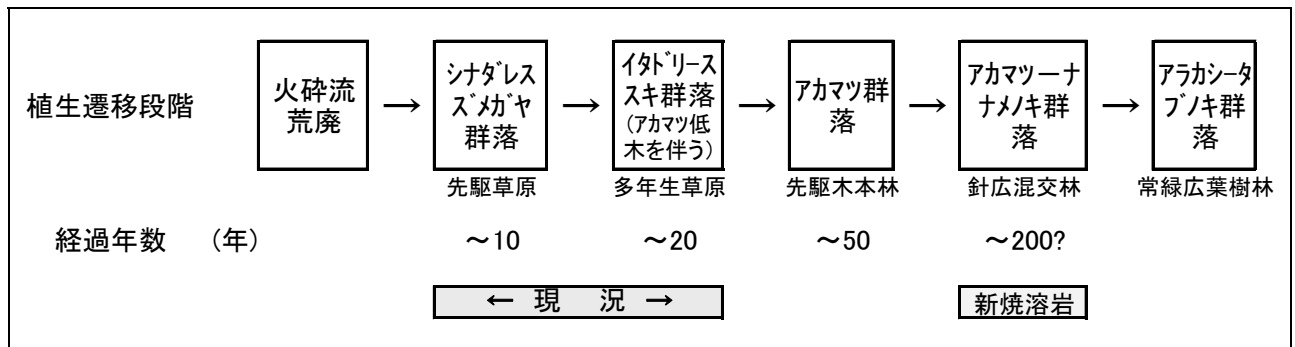 植生遷移段階
火砕流
荒廃
→
シナダレス
ズメガヤ
群落
→
イタドリース
スキ群落
(アカマツ低
木を伴う)
→
アカマツ群
落
→
アカマツーナ
ナメノキ群
落
→
アラカシータ
ブノキ群
落
先駆草原
多年生草原
先駆木本林
針広混交林
常緑広葉樹林
経過年数 (年)
～10
～20
～50
～200?
← 現 況 →
新焼溶岩